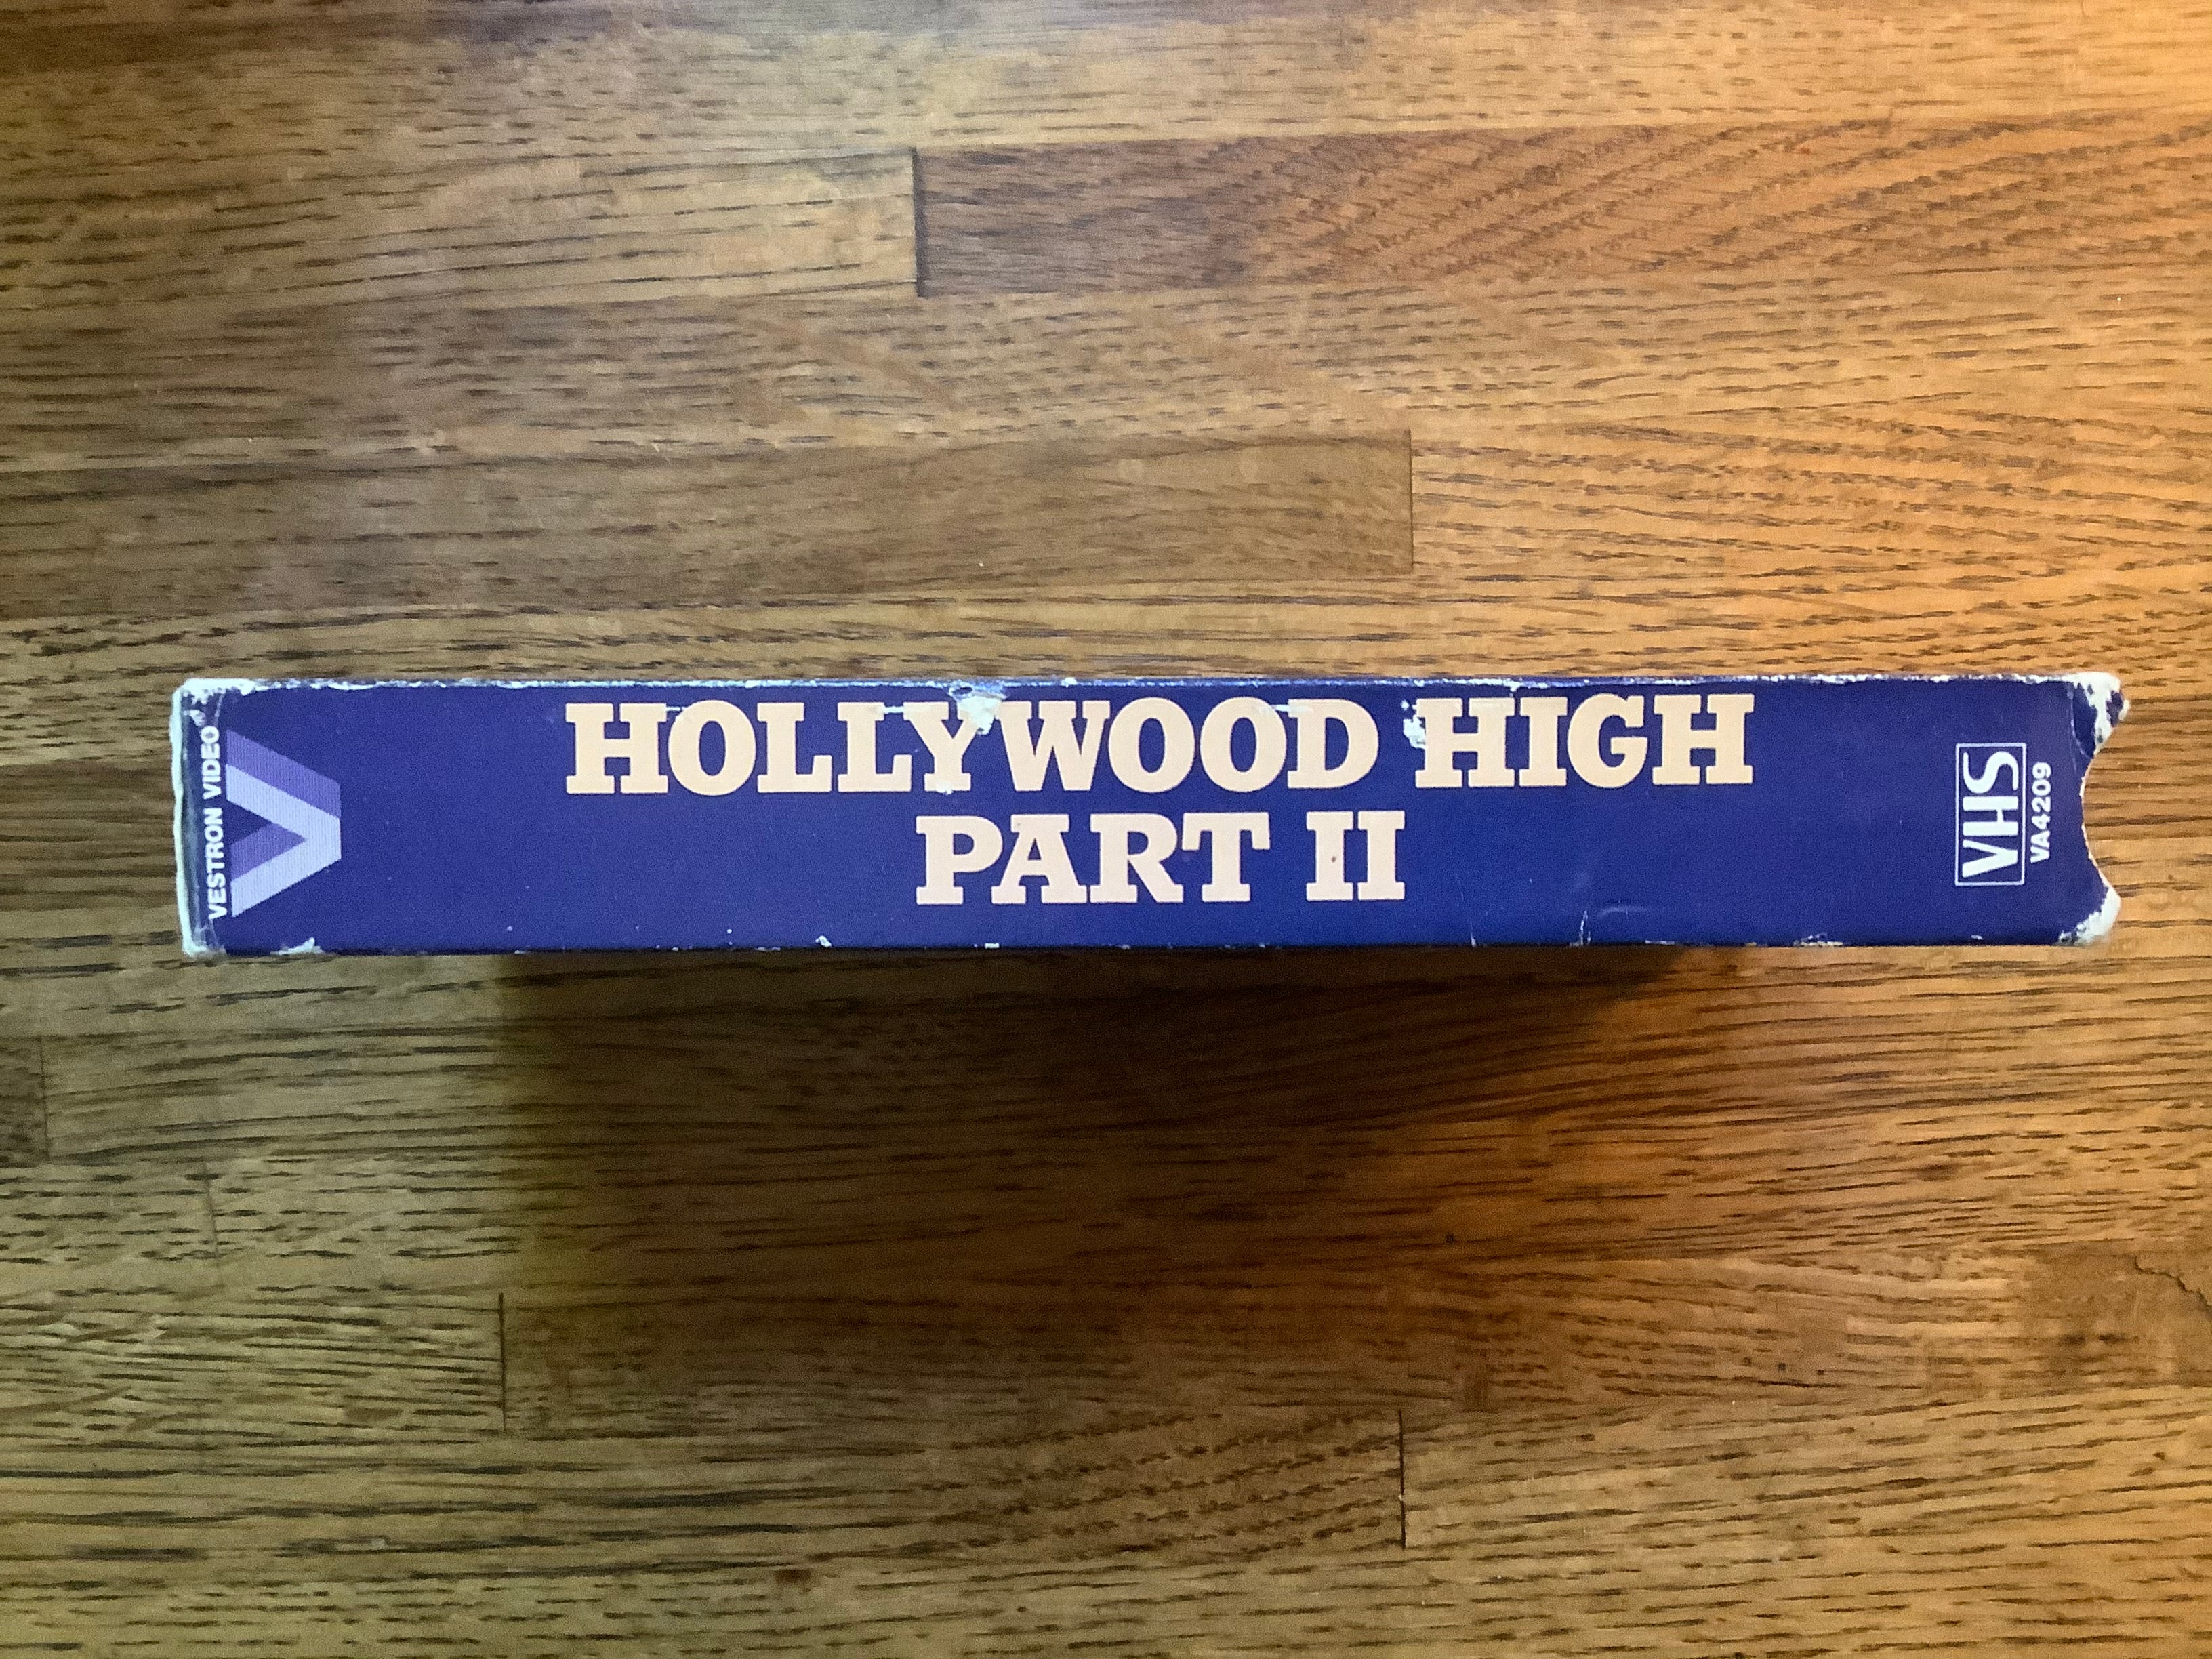 VESTRON VIDEO
HOLLYWOOD HIGH
PART II
VHS
VA4209